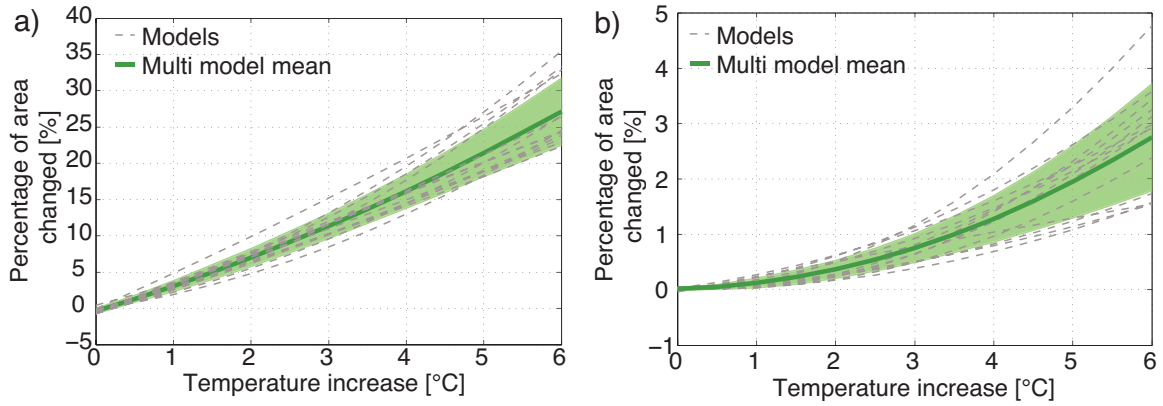 a)
Percentage of area
changed [%]
40
35
30
25
20
15
10
5
0
−5
Models
Multi model mean
0 1 2 3 4 5 6
Temperature increase [°C]
b)
Percentage of area
changed [%]
5
4
3
2
1
0
−1
Models
Multi model mean
0 1 2 3 4 5 6
Temperature increase [°C]